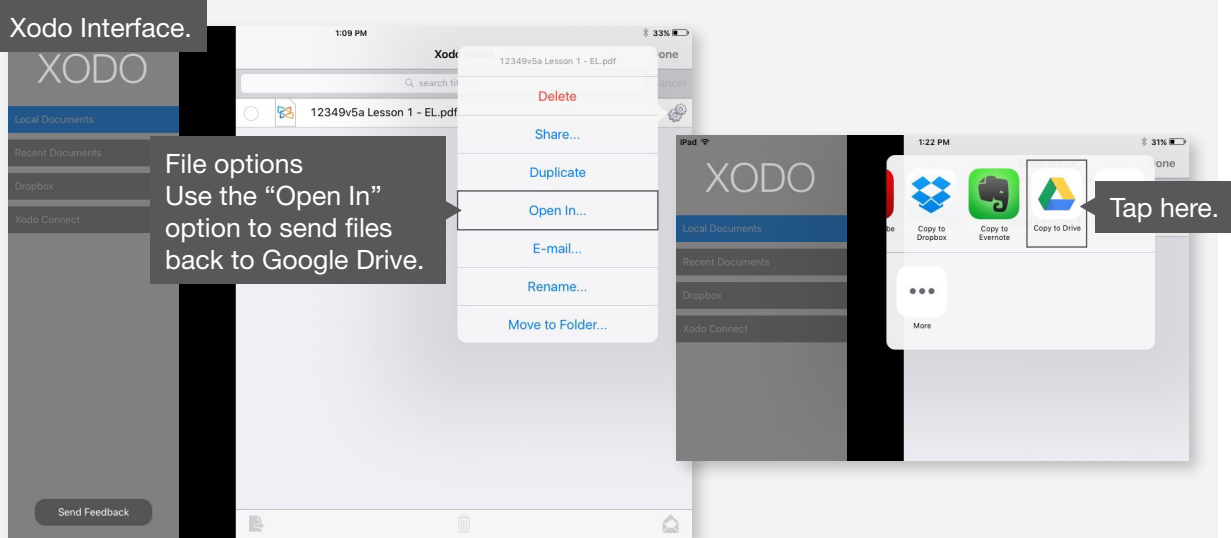 Xodo Interface.
XODO
Local Documents
Recent Documents
Dropbox
Xodo Connect
Send Feedback
1:09 PM
33%
search
12349v5a Lesson 1 - EL.pdf
File options
Use the “Open In”
option to send files
back to Google Drive.
12349v5a Lesson 1 - EL.pdf
Delete
Share...
Duplicate
Open In...
E-mail...
Rename...
Move to Folder...
iPad
1:22 PM
31%
XODO
Local Documents
Recent Documents
Dropbox
Xodo Connect
Copy to
Dropbox
Copy to
Evernote
Copy to Drive
More
Tap here.